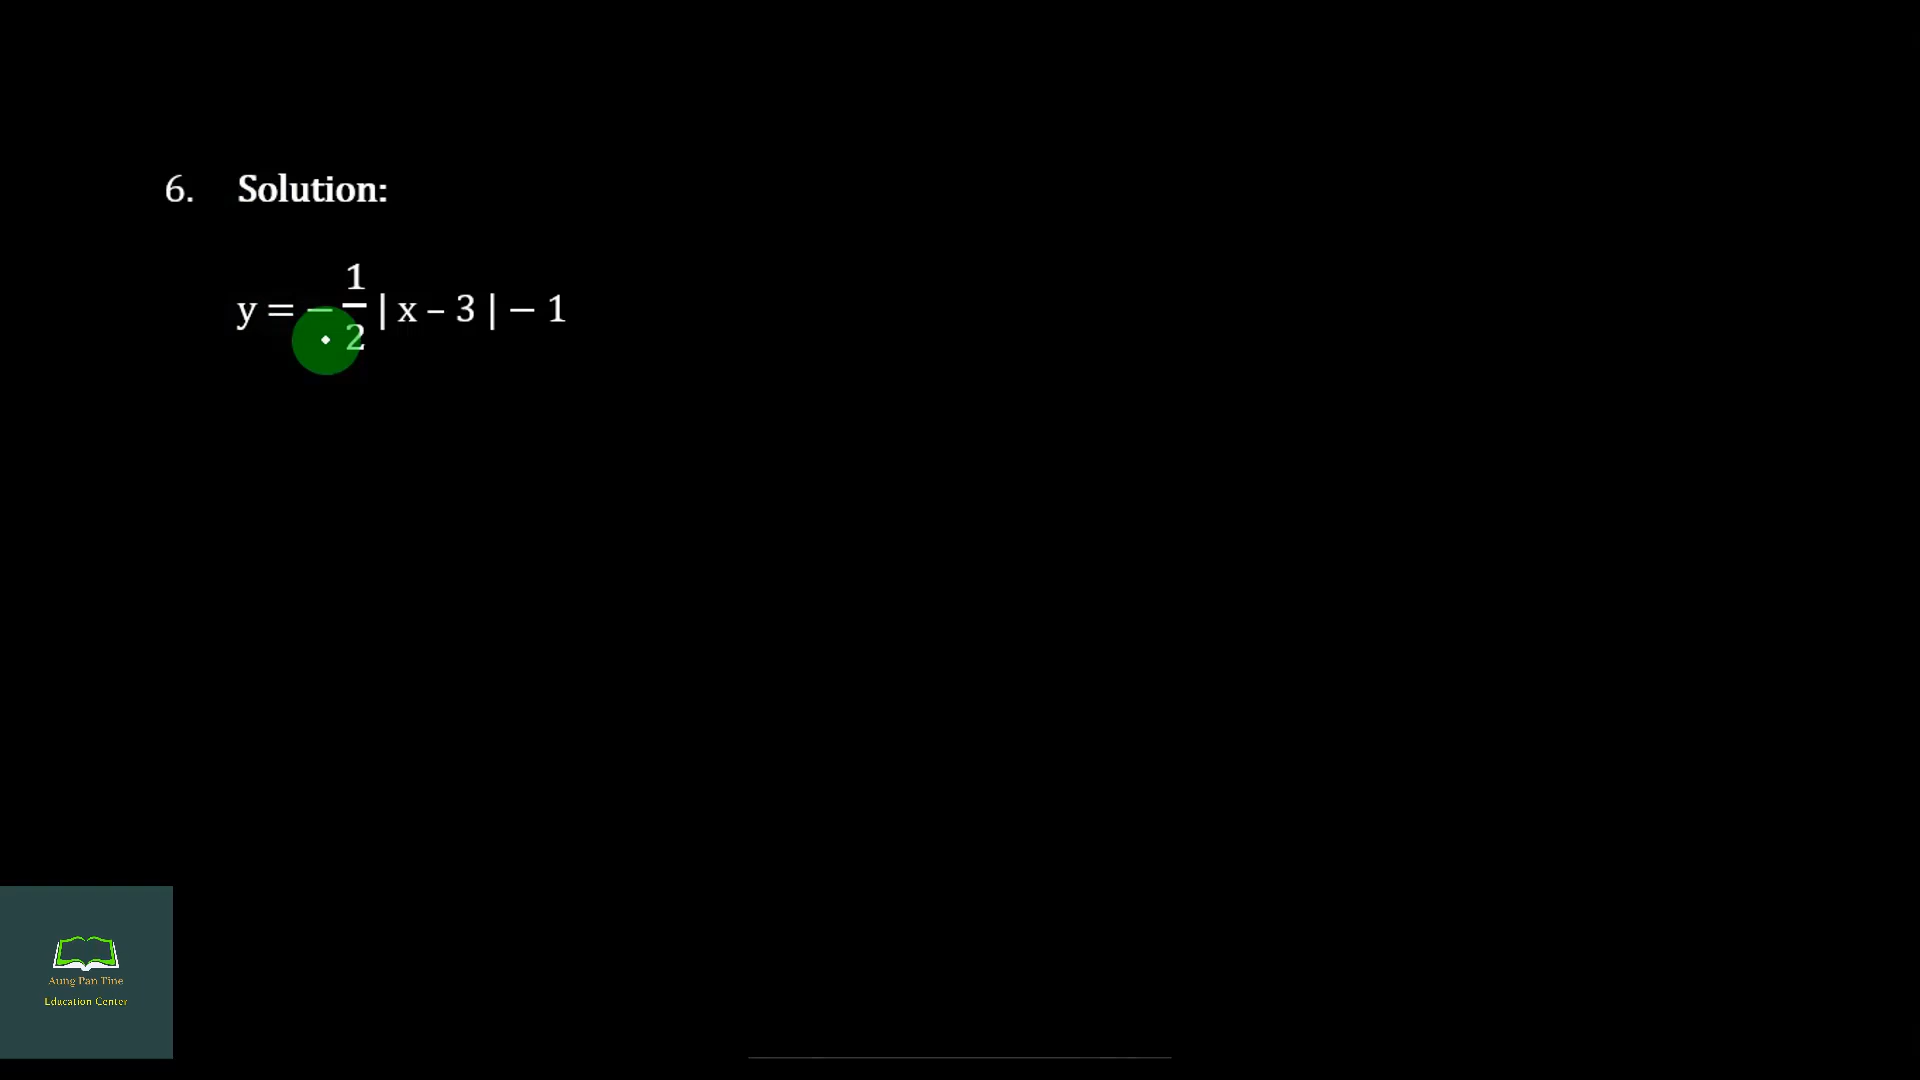 6. Solution:
y = − 1/2 | x – 3 | − 1
Aung Pan Tine
Education Center